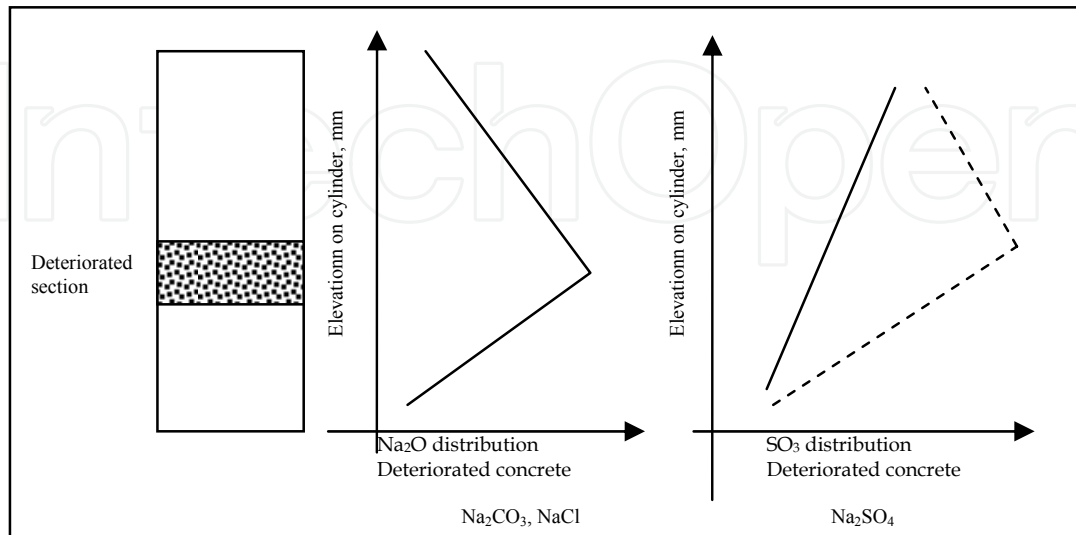 IntechOpen
Deteriorated
section
Elevationn on cylinder, mm
Na₂O distribution
Deteriorated concrete
Na₂CO₃, NaCl
Elevationn on cylinder, mm
SO₃ distribution
Deteriorated concrete
Na₂SO₄